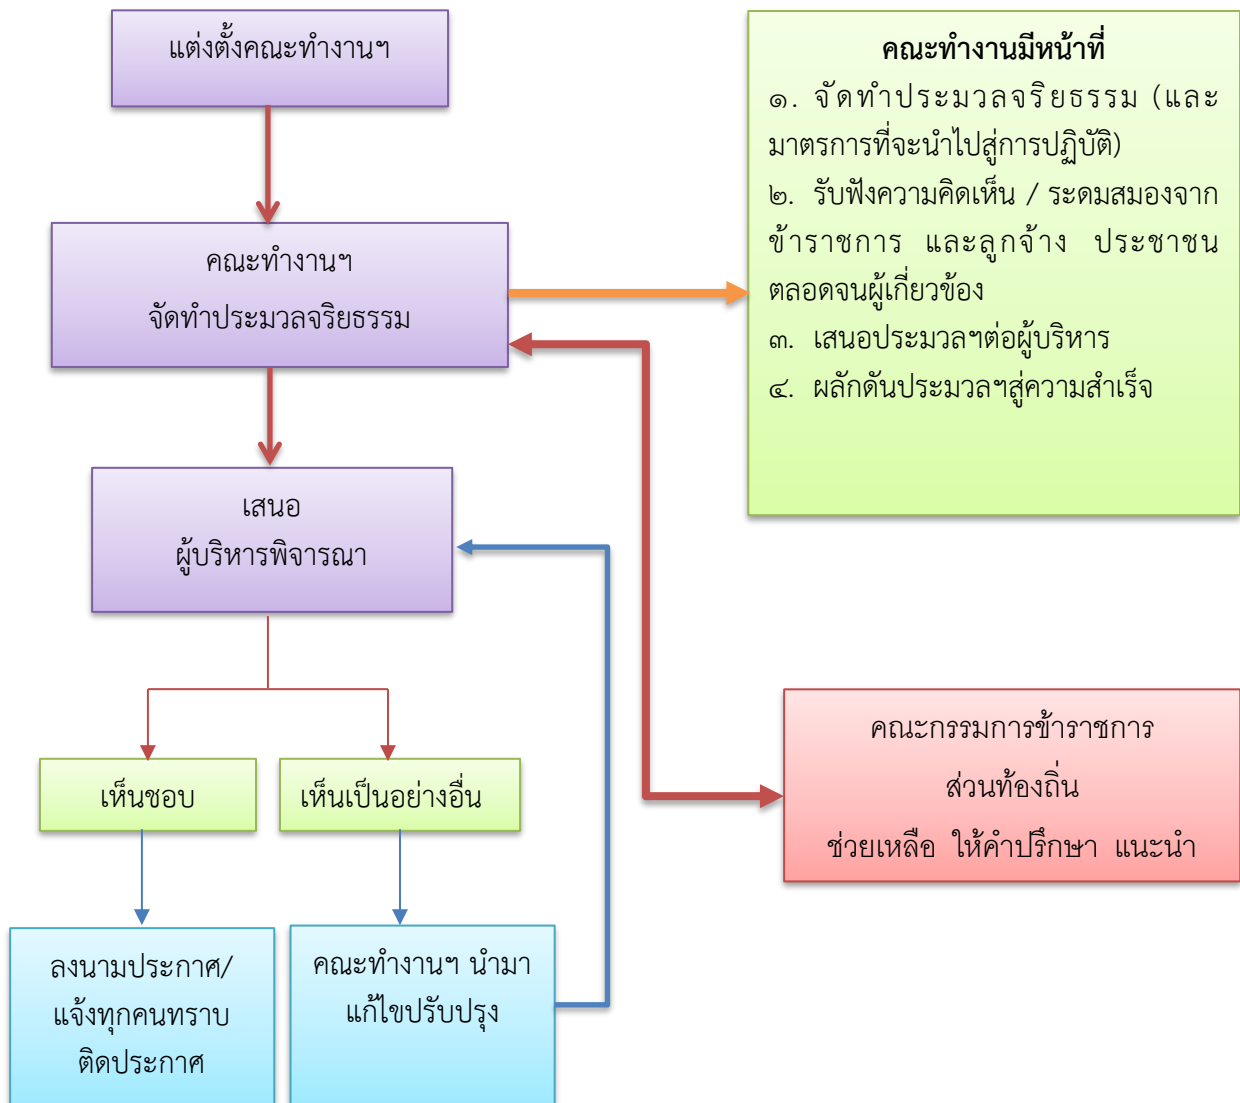 แต่งตั้งคณะทำงานฯ
คณะทำงานมีหน้าที่
๑. จัดทำประมวลจริยธรรม (และ
มาตรการที่จะนำไปสู่การปฏิบัติ)
๒. รับฟังความคิดเห็น / ระดมสมองจาก
ข้าราชการ และลูกจ้าง ประชาชน
ตลอดจนผู้เกี่ยวข้อง
๓. เสนอประมวลฯต่อผู้บริหาร
๔. ผลักดันประมวลฯสู่ความสำเร็จ
คณะทำงานฯ
จัดทำประมวลจริยธรรม
เสนอ
ผู้บริหารพิจารณา
คณะกรรมการข้าราชการ
ส่วนท้องถิ่น
ช่วยเหลือ ให้คำปรึกษา แนะนำ
เห็นชอบ
เห็นเป็นอย่างอื่น
ลงนามประกาศ/
แจ้งทุกคนทราบ
ติดประกาศ
คณะทำงานฯ นำมา
แก้ไขปรับปรุง